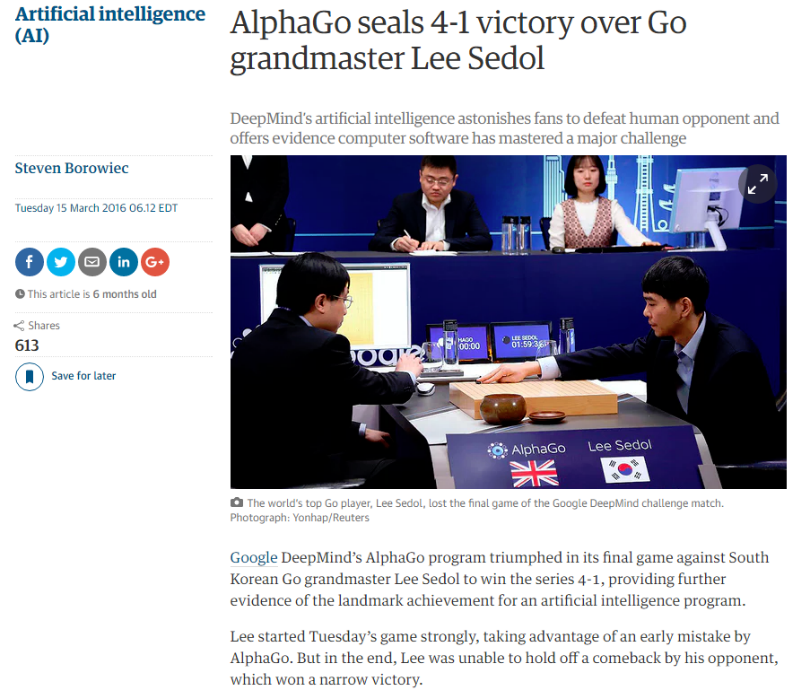 Artificial intelligence
(AI)
AlphaGo seals 4-1 victory over Go
grandmaster Lee Sedol
DeepMind's artificial intelligence astonishes fans to defeat human opponent and
offers evidence computer software has mastered a major challenge
Steven Borowiec
Tuesday 15 March 2016 06.12 EDT
This article is 6 months old
Shares
613
Save for later
LEE SEDOL
AlphaGo
Lee Sedol
The world's top Go player, Lee Sedol, lost the final game of the Google DeepMind challenge match.
Photograph: Yonhap/Reuters
Google DeepMind's AlphaGo program triumphed in its final game against South
Korean Go grandmaster Lee Sedol to win the series 4-1, providing further
evidence of the landmark achievement for an artificial intelligence program.
Lee started Tuesday's game strongly, taking advantage of an early mistake by
AlphaGo. But in the end, Lee was unable to hold off a comeback by his opponent,
which won a narrow victory.